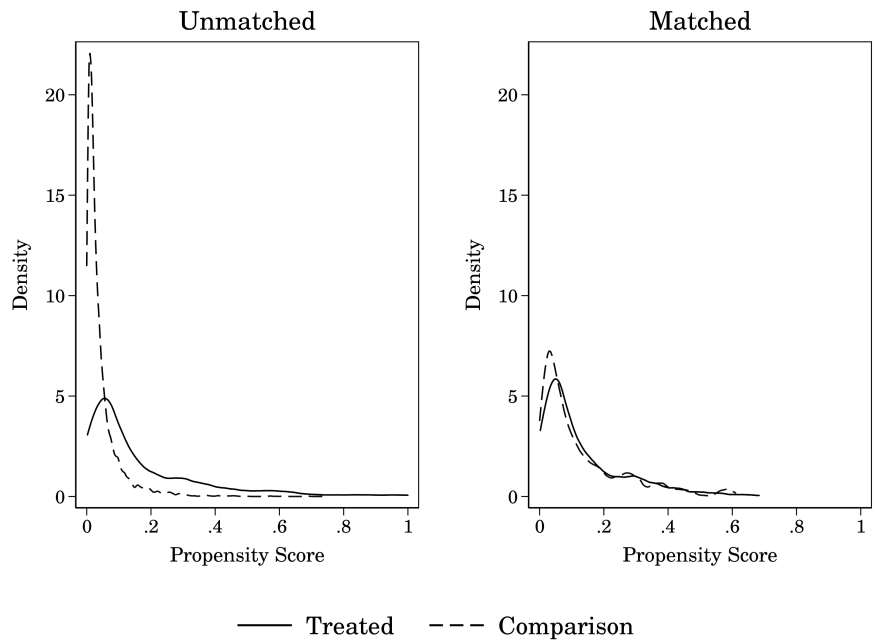 Unmatched
Density
20
15
10
5
0
0 .2 .4 .6 .8 1
Propensity Score
Matched
Density
20
15
10
5
0
0 .2 .4 .6 .8 1
Propensity Score
Treated Comparison